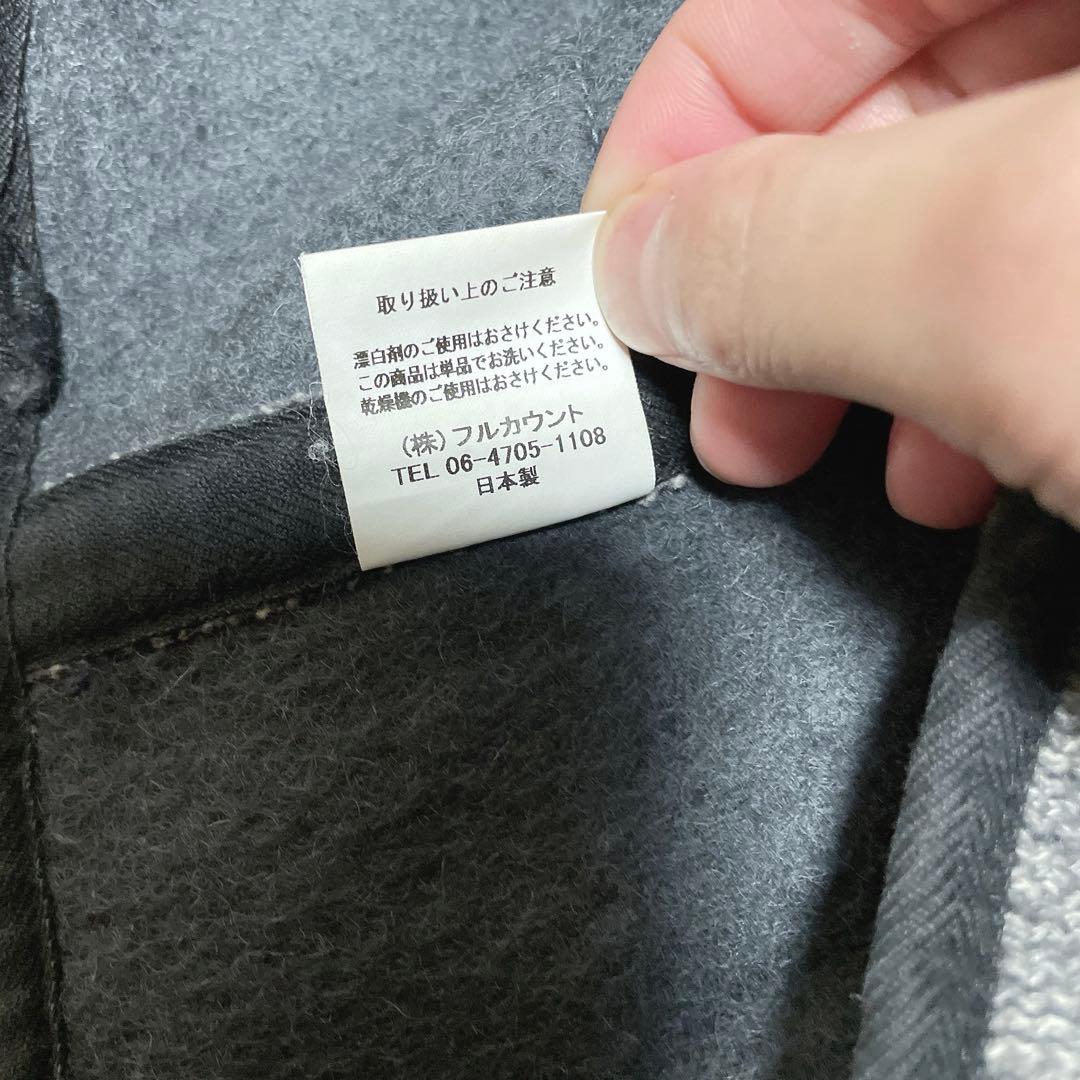 取り扱い上のご注意
漂白剤のご使用はおさけください。
この商品は単品でお洗いください。
乾燥機のご使用はおさけください。
(株)フルカウント
TEL 06-4705-1108
日本製